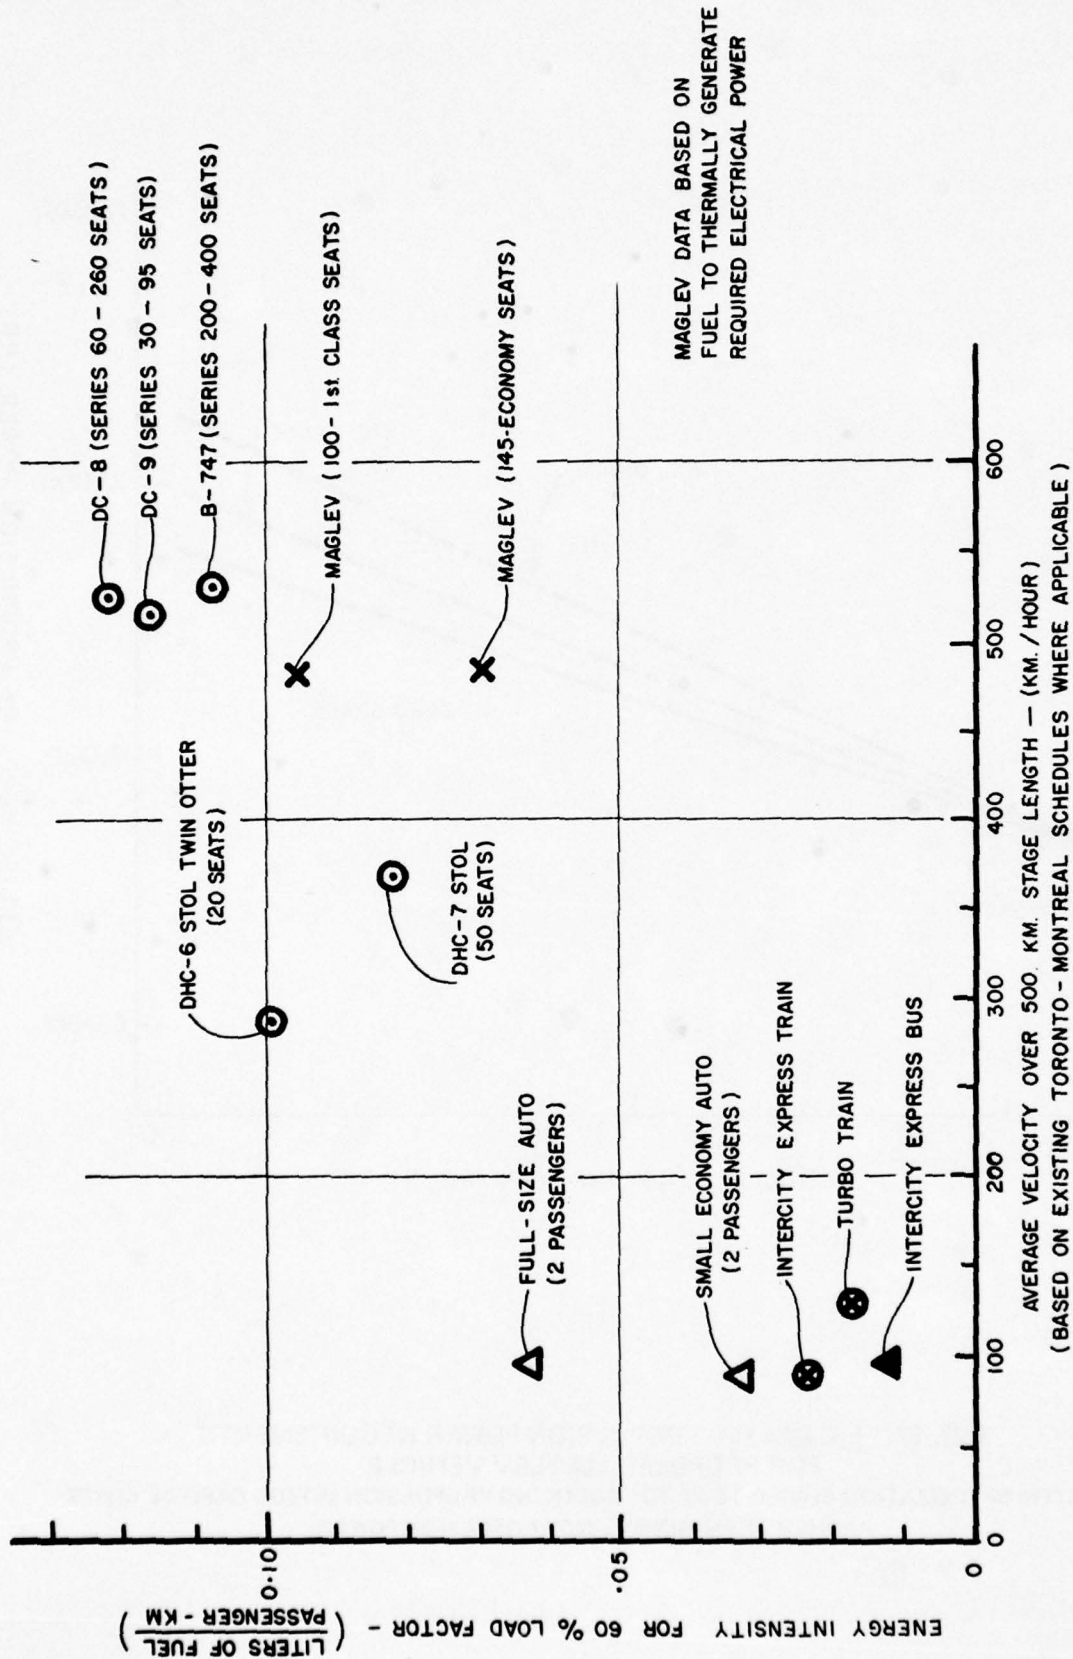 ENERGY INTENSITY FOR 60 % LOAD FACTOR - ( LITERS OF FUEL / PASSENGER - KM )
0·10
.05
0
DC-8 (SERIES 60 - 260 SEATS)
DC-9 (SERIES 30 - 95 SEATS)
B-747 (SERIES 200-400 SEATS)
MAGLEV (100-1st CLASS SEATS)
MAGLEV (145-ECONOMY SEATS)
DHC-6 STOL TWIN OTTER
(20 SEATS)
DHC-7 STOL
(50 SEATS)
FULL-SIZE AUTO
(2 PASSENGERS)
SMALL ECONOMY AUTO
(2 PASSENGERS)
INTERCITY EXPRESS TRAIN
TURBO TRAIN
INTERCITY EXPRESS BUS
MAGLEV DATA BASED ON
FUEL TO THERMALLY GENERATE
REQUIRED ELECTRICAL POWER
0 100 200 300 400 500 600
AVERAGE VELOCITY OVER 500. KM. STAGE LENGTH — (KM./HOUR)
(BASED ON EXISTING TORONTO-MONTREAL SCHEDULES WHERE APPLICABLE)